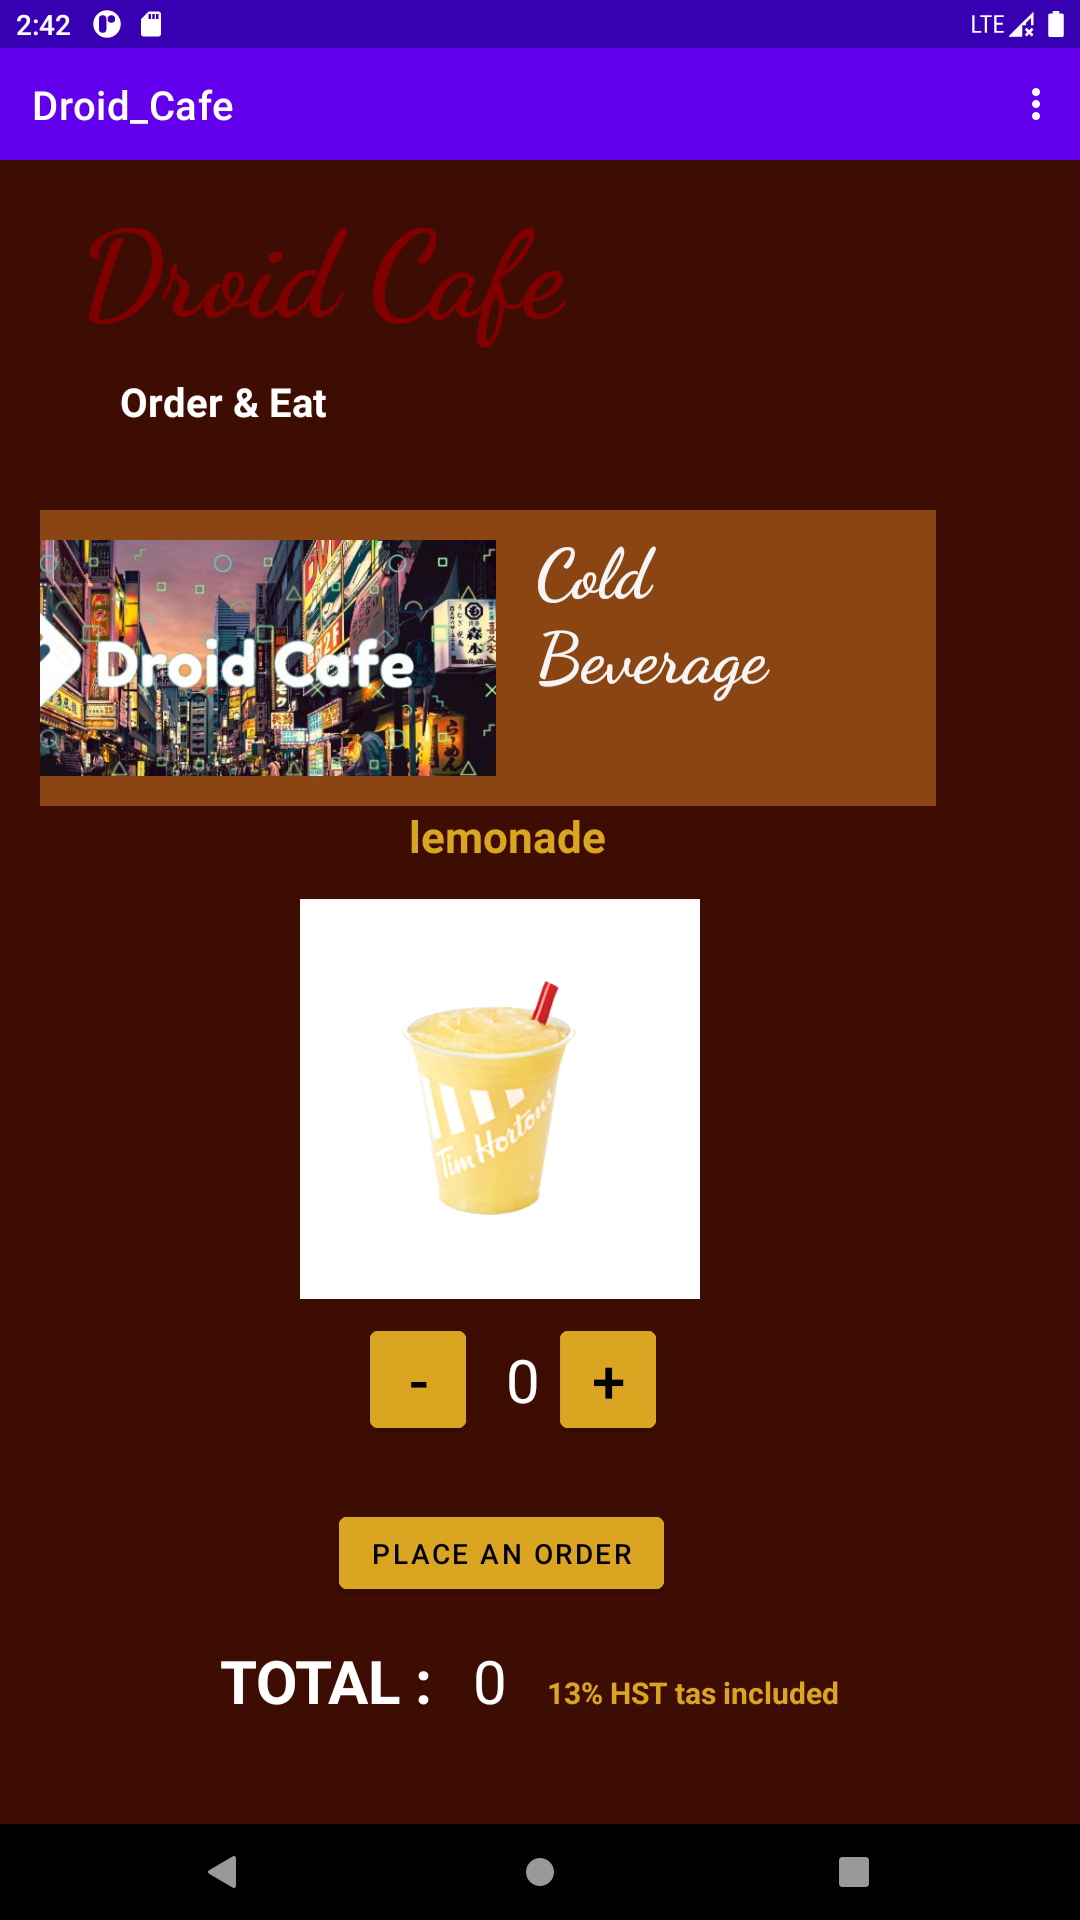 2:42
LTE
Droid_Cafe
Droid Cafe
Order & Eat
Droid Cafe
Cold
Beverage
lemonade
Tim Hortons
-
0
+
PLACE AN ORDER
TOTAL :
0
13% HST tas included